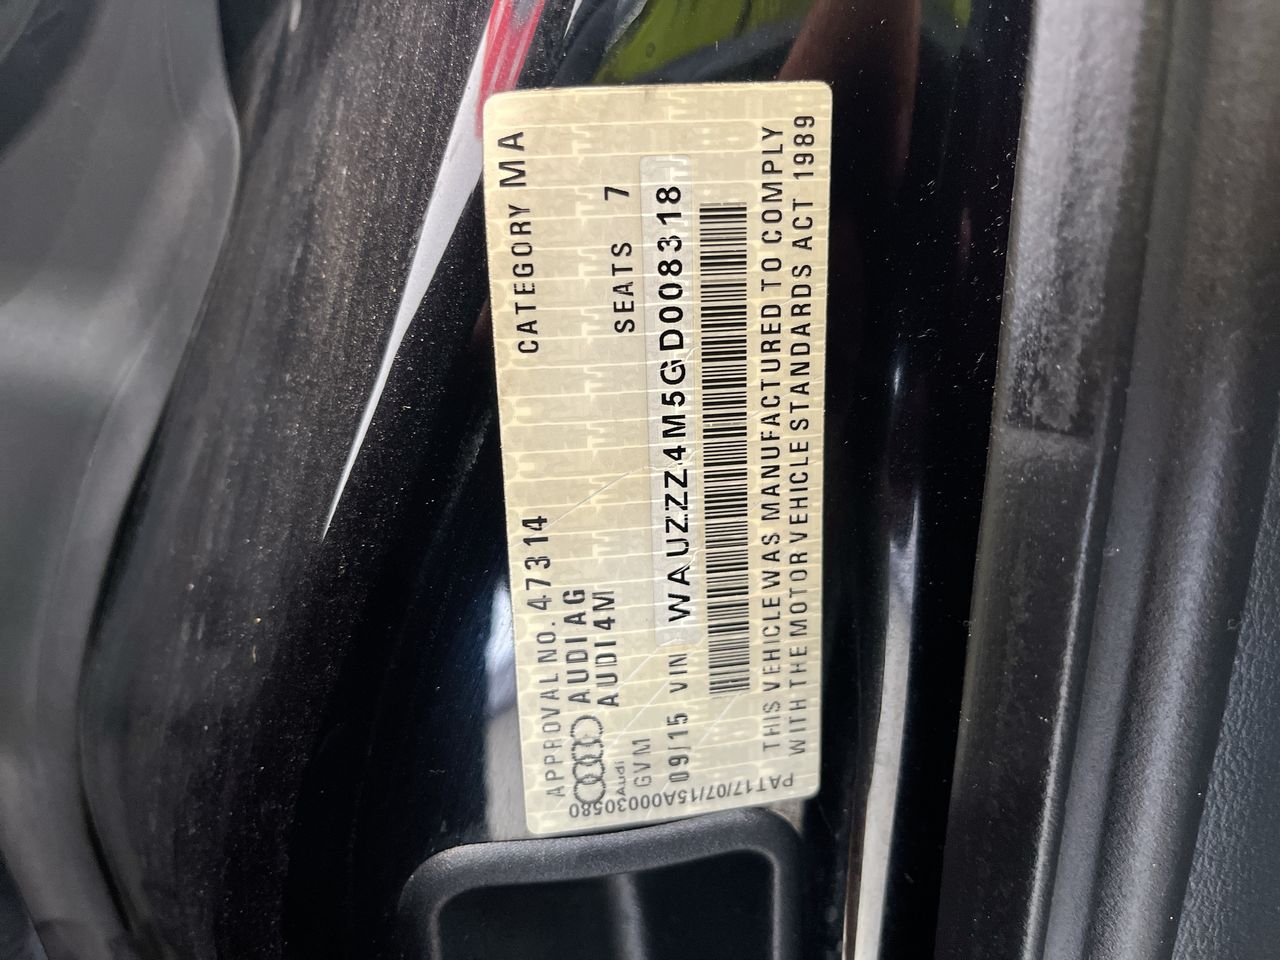 APPROVAL NO. 47314 CATEGORY MA
AUDI AG
Audi AUDI 4M SEATS 7
GVM
09/15 VIN WAUZZZ4M5GD008318
THIS VEHICLE WAS MANUFACTURED TO COMPLY
WITH THE MOTOR VEHICLE STANDARDS ACT 1989
PAT17/07/15A000030580